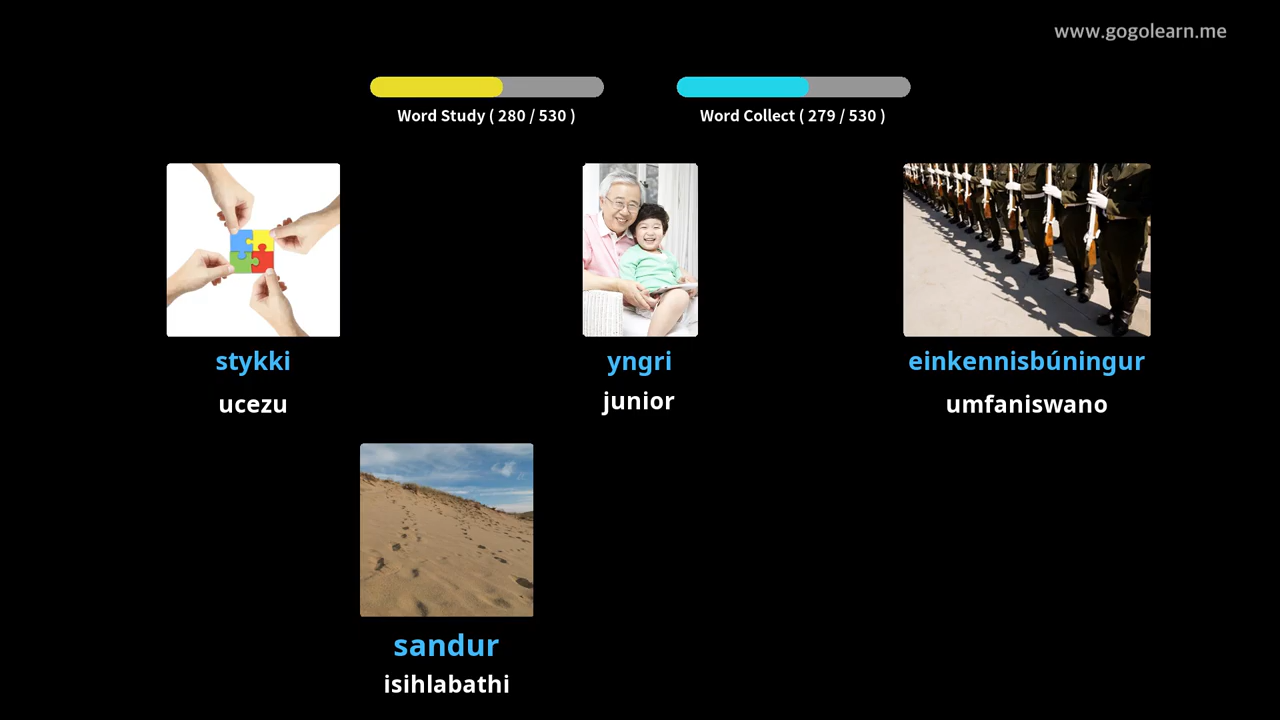 www.gogolearn.me
Word Study ( 280 / 530 )
Word Collect ( 279 / 530 )
stykki
ucezu
yngri
junior
einkennisbúningur
umfaniswano
sandur
isihlabathi